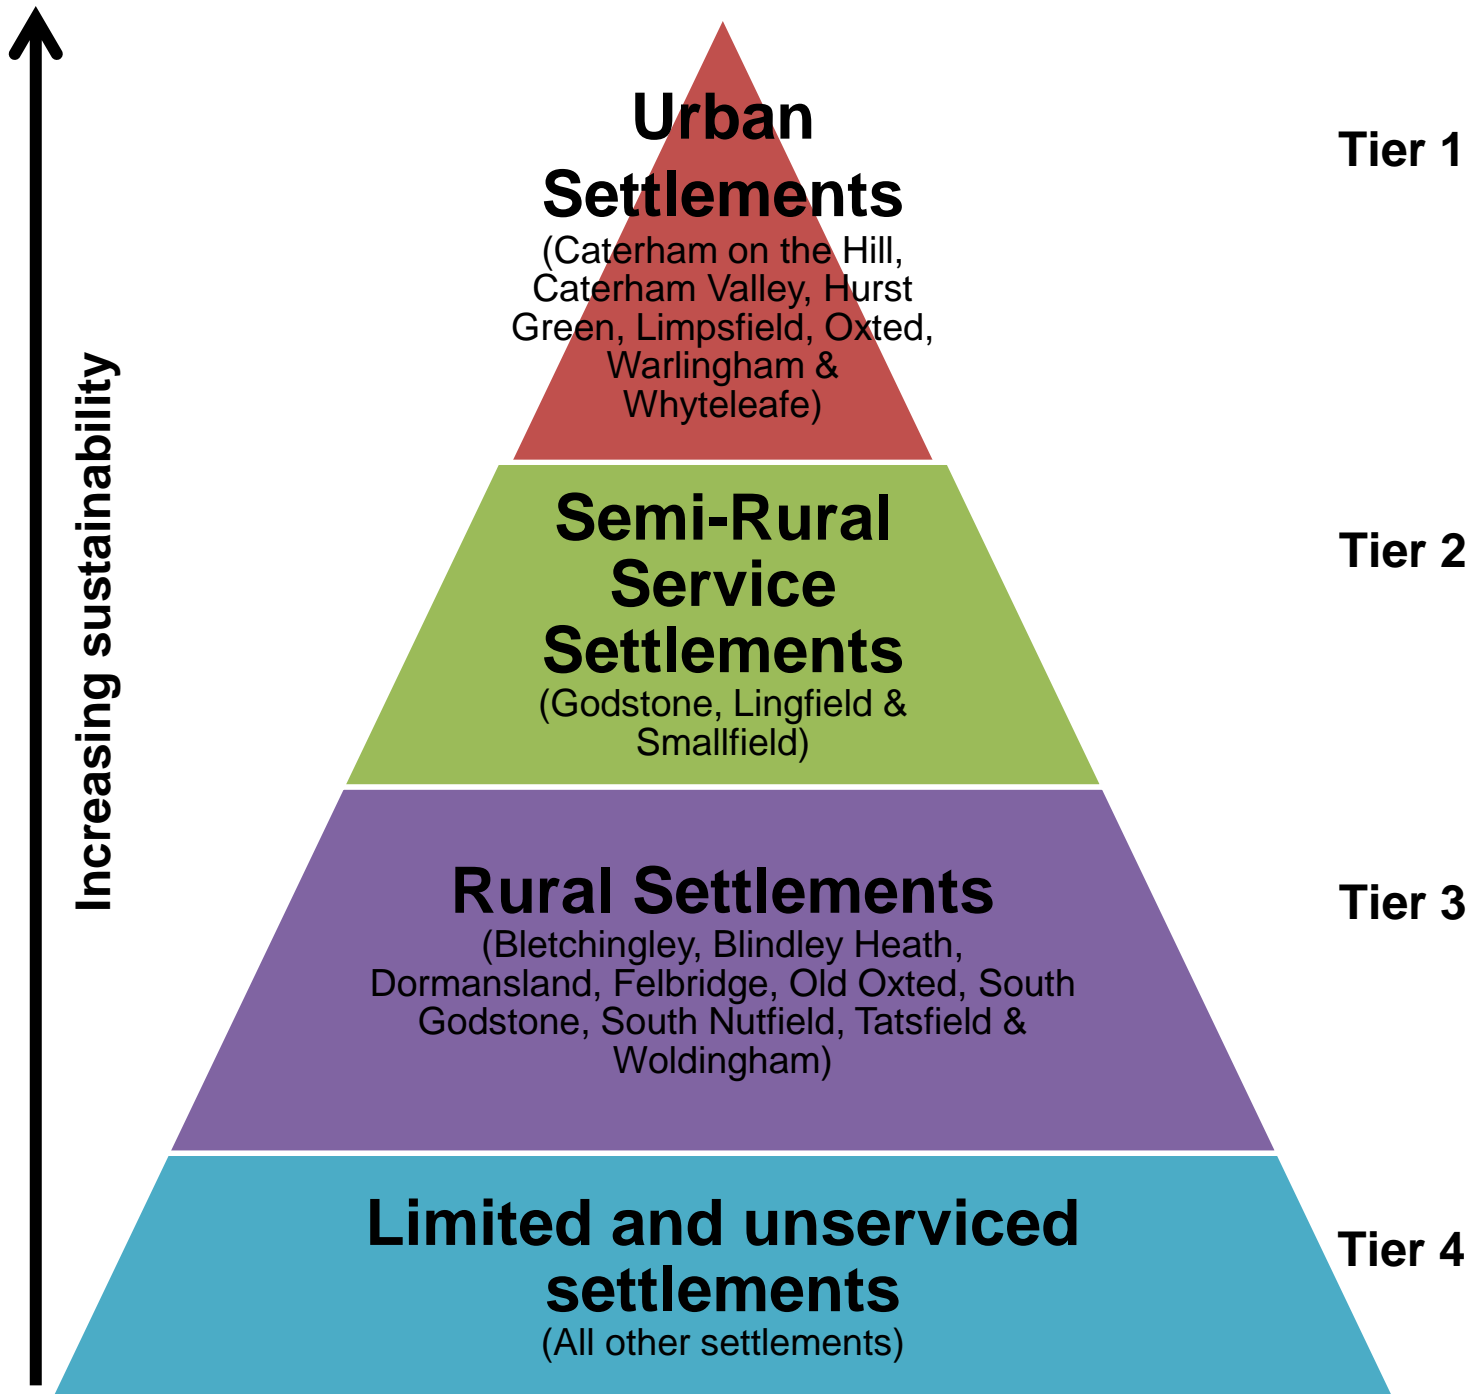 Urban
Settlements
(Caterham on the Hill,
Caterham Valley, Hurst
Green, Limpsfield, Oxted,
Warlingham &
Whyteleafe)
Tier 1
Semi-Rural
Service
Settlements
(Godstone, Lingfield &
Smallfield)
Tier 2
Rural Settlements
(Bletchingley, Blindley Heath,
Dormansland, Felbridge, Old Oxted, South
Godstone, South Nutfield, Tatsfield &
Woldingham)
Tier 3
Limited and unserviced
settlements
(All other settlements)
Tier 4
Increasing sustainability